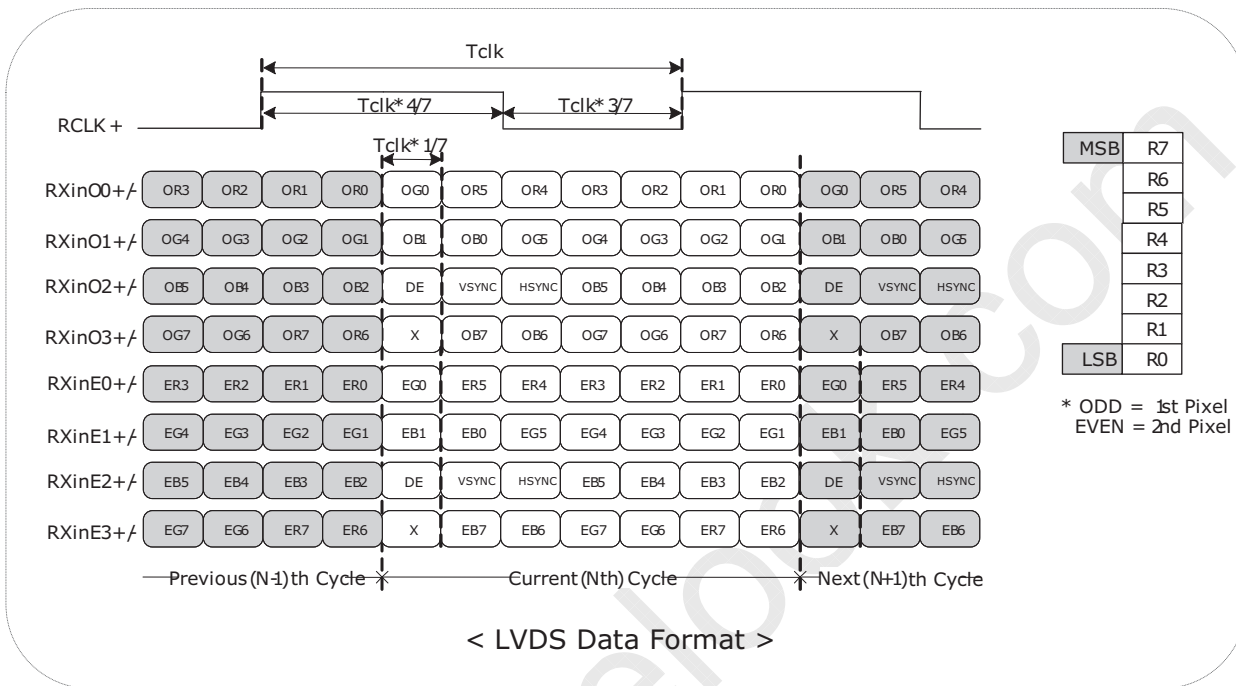 Tclk
Tclk* 4/7 Tclk* 3/7
RCLK +
Tclk* 1/7
RXinO0+/- OR3 OR2 OR1 OR0 OG0 OR5 OR4 OR3 OR2 OR1 OR0 OG0 OR5 OR4
RXinO1+/- OG4 OG3 OG2 OG1 OB1 OB0 OG5 OG4 OG3 OG2 OG1 OB1 OB0 OG5
RXinO2+/- OB5 OB4 OB3 OB2 DE VSYNC HSYNC OB5 OB4 OB3 OB2 DE VSYNC HSYNC
RXinO3+/- OG7 OG6 OR7 OR6 X OB7 OB6 OG7 OG6 OR7 OR6 X OB7 OB6
RXinE0+/- ER3 ER2 ER1 ER0 EG0 ER5 ER4 ER3 ER2 ER1 ER0 EG0 ER5 ER4
RXinE1+/- EG4 EG3 EG2 EG1 EB1 EB0 EG5 EG4 EG3 EG2 EG1 EB1 EB0 EG5
RXinE2+/- EB5 EB4 EB3 EB2 DE VSYNC HSYNC EB5 EB4 EB3 EB2 DE VSYNC HSYNC
RXinE3+/- EG7 EG6 ER7 ER6 X EB7 EB6 EG7 EG6 ER7 ER6 X EB7 EB6
Previous(N-1)th Cycle Current(Nth) Cycle Next(N+1)th Cycle
< LVDS Data Format >
MSB R7
R6
R5
R4
R3
R2
R1
LSB R0
* ODD = 1st Pixel
EVEN = 2nd Pixel